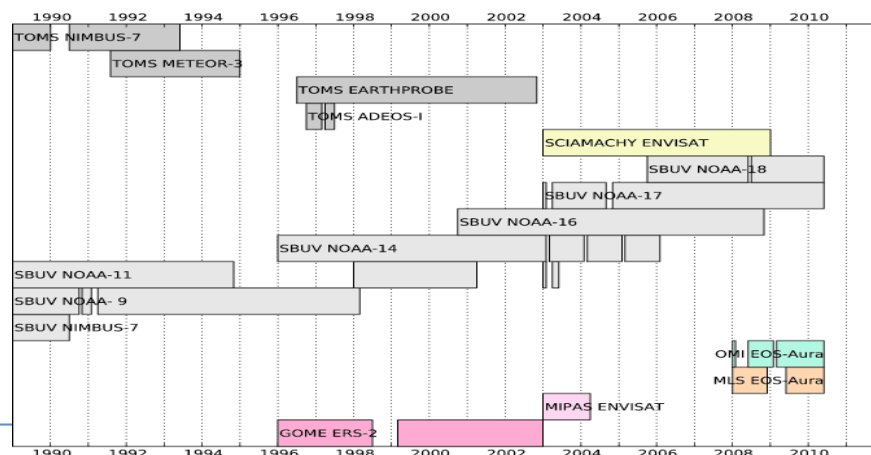 1990 1992 1994 1996 1998 2000 2002 2004 2006 2008 2010
TOMS NIMBUS-7
TOMS METEOR-3
TOMS EARTHPROBE
TOMS ADEOS-I
SCIAMACHY ENVISAT
SBUV NOAA-18
SBUV NOAA-17
SBUV NOAA-16
SBUV NOAA-14
SBUV NOAA-11
SBUV NOAA- 9
SBUV NIMBUS-7
OMI EOS-Aura
MLS EOS-Aura
MIPAS ENVISAT
GOME ERS-2
1990 1992 1994 1996 1998 2000 2002 2004 2006 2008 2010